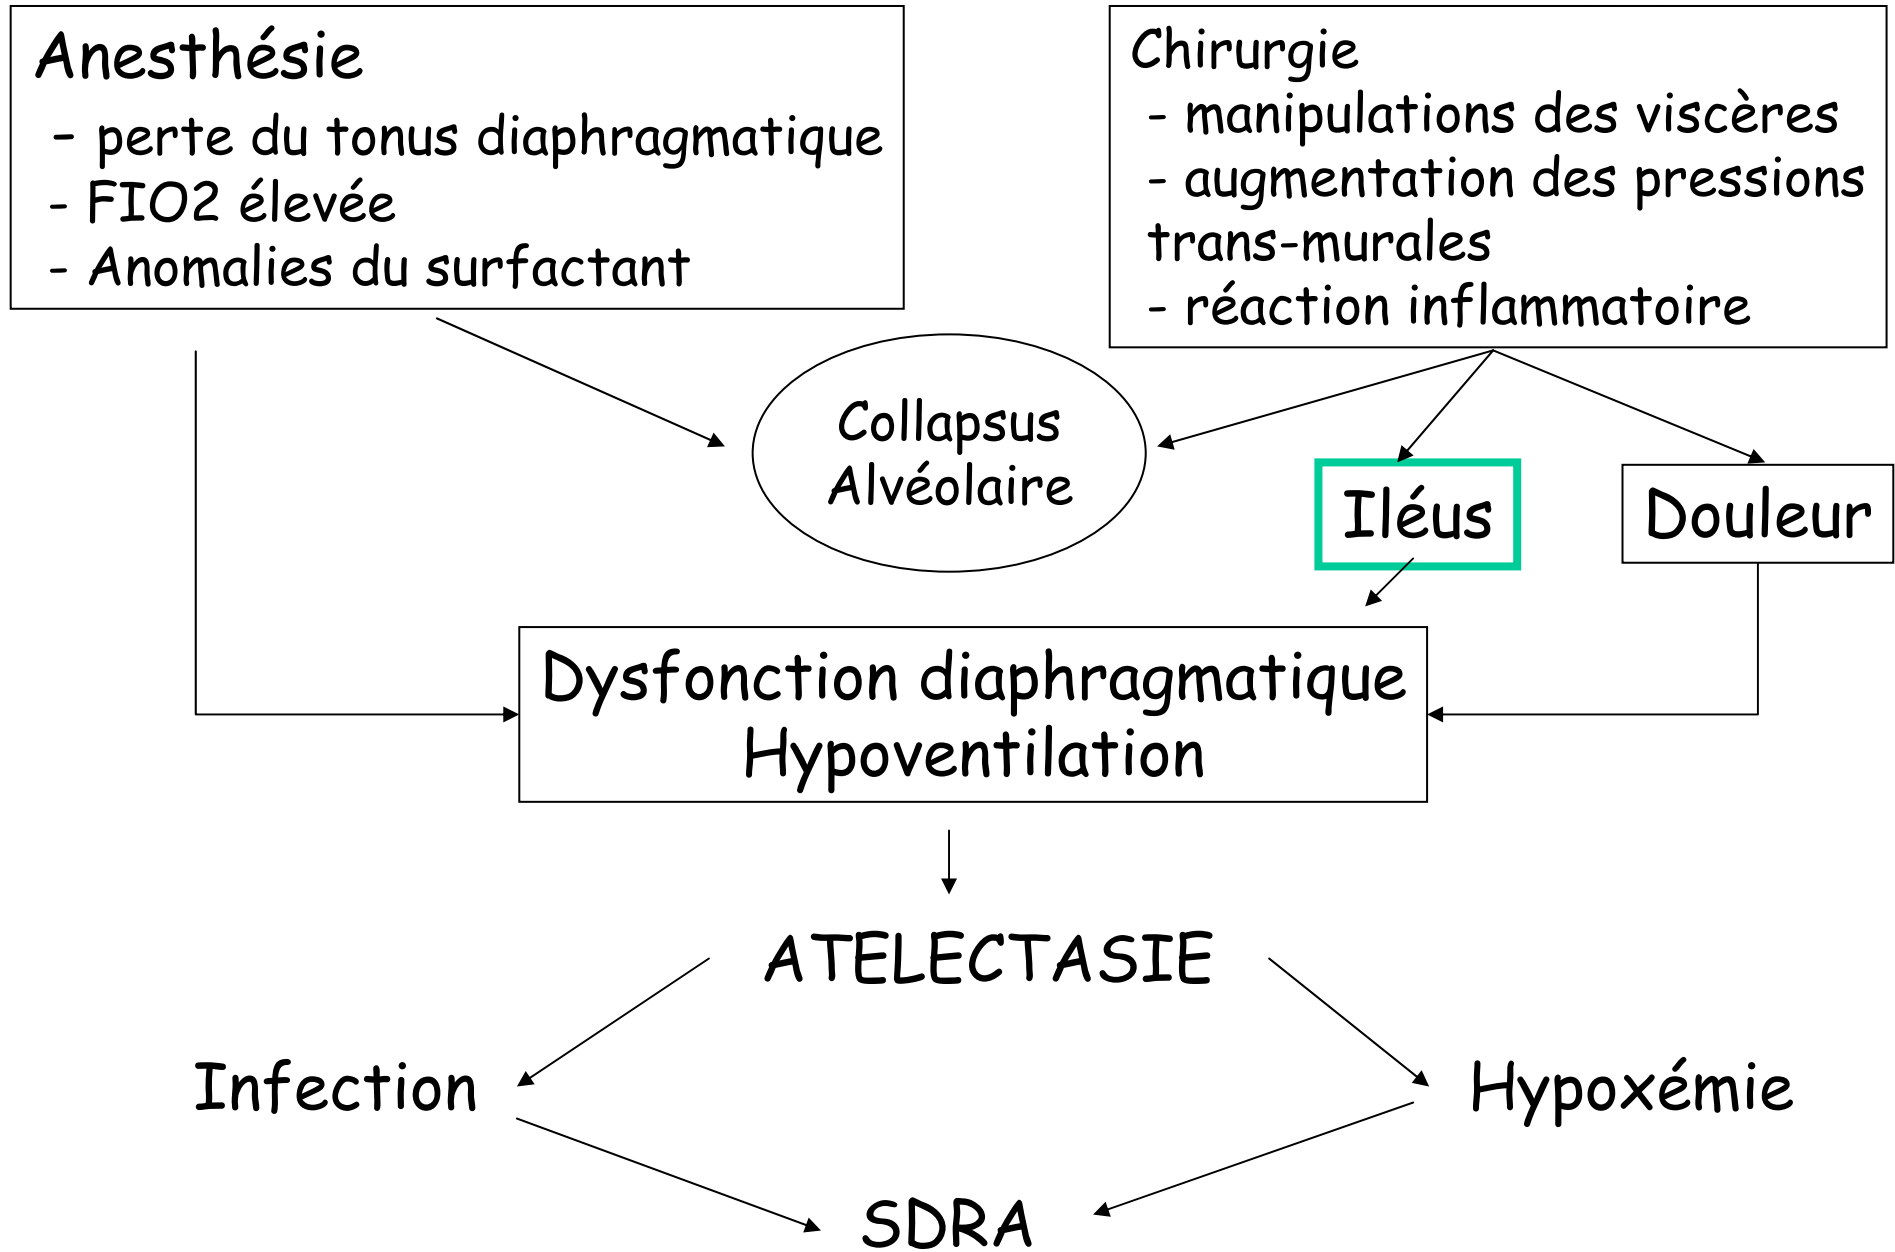 Anesthésie
- perte du tonus diaphragmatique
- FIO2 élevée
- Anomalies du surfactant
Chirurgie
- manipulations des viscères
- augmentation des pressions
trans-murales
- réaction inflammatoire
Collapsus
Alvéolaire
Iléus
Douleur
Dysfonction diaphragmatique
Hypoventilation
ATELECTASIE
Infection
Hypoxémie
SDRA